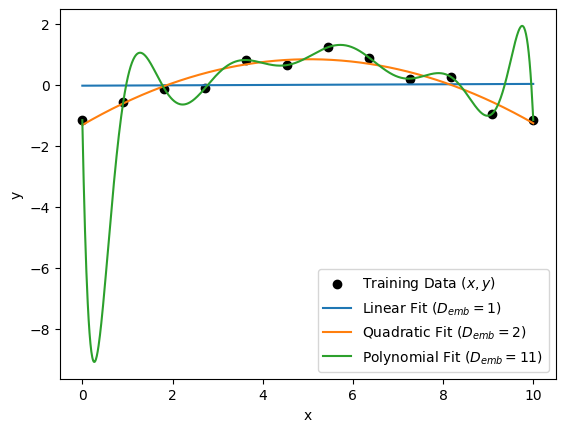 2
0
−2
−4
−6
−8
y
0
2
4
6
8
10
x
Training Data (x, y)
Linear Fit (D_emb = 1)
Quadratic Fit (D_emb = 2)
Polynomial Fit (D_emb = 11)